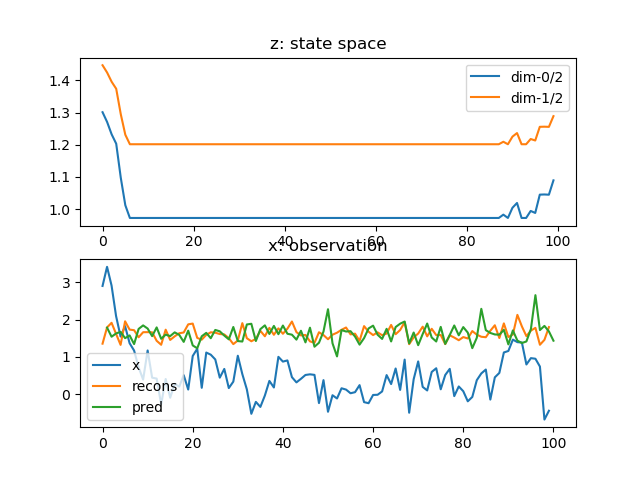 z: state space
1.4
1.3
1.2
1.1
1.0
dim-0/2
dim-1/2
0 20 40 60 80 100
x: observation
3
2
1
0
x
recons
pred
0 20 40 60 80 100